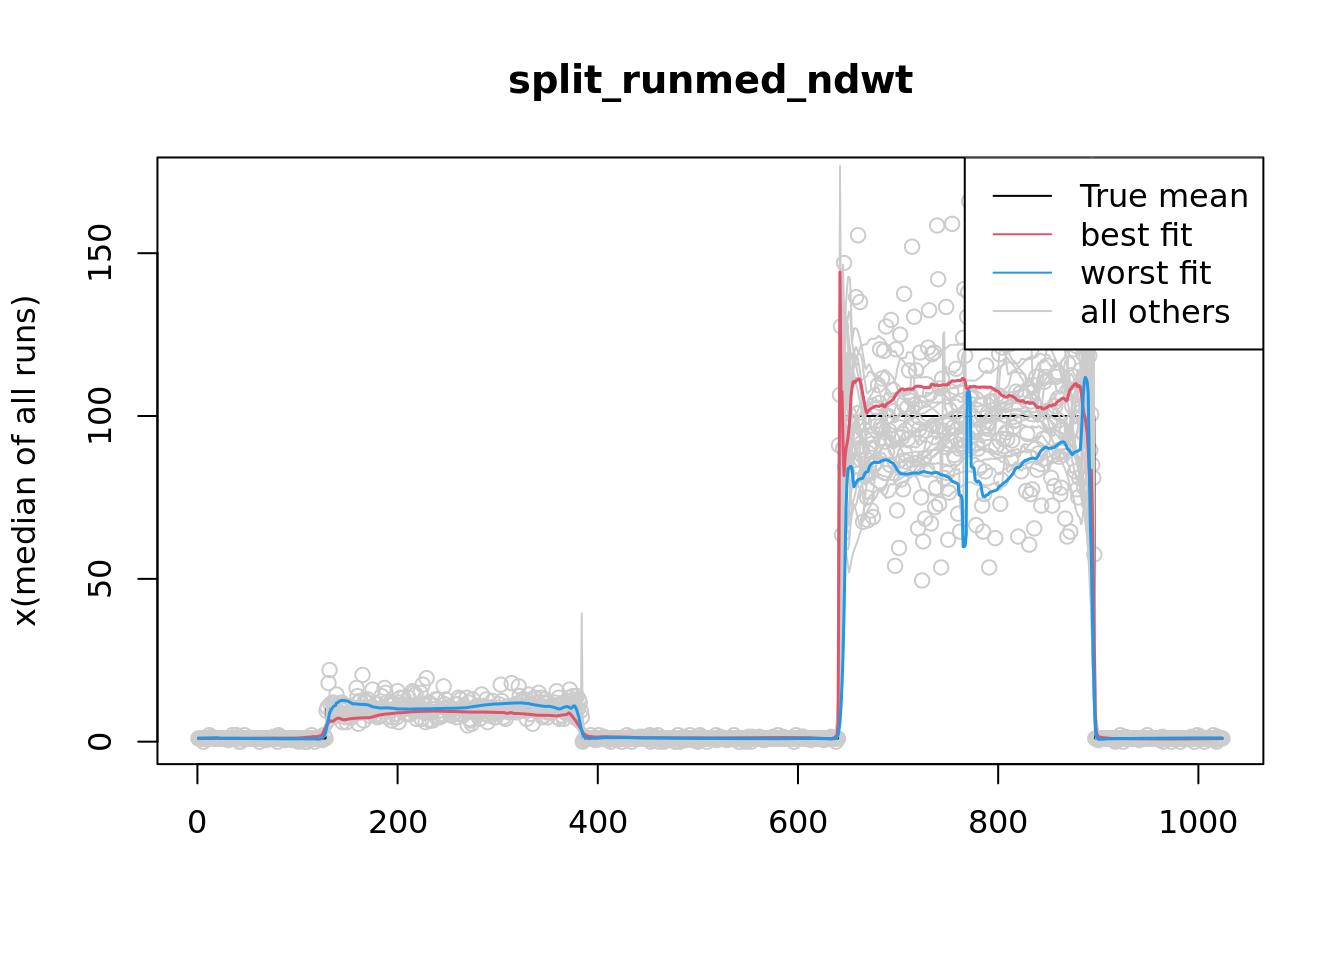 split_runmed_ndwt
x(median of all runs)
150
100
50
0
True mean
best fit
worst fit
all others
0 200 400 600 800 1000